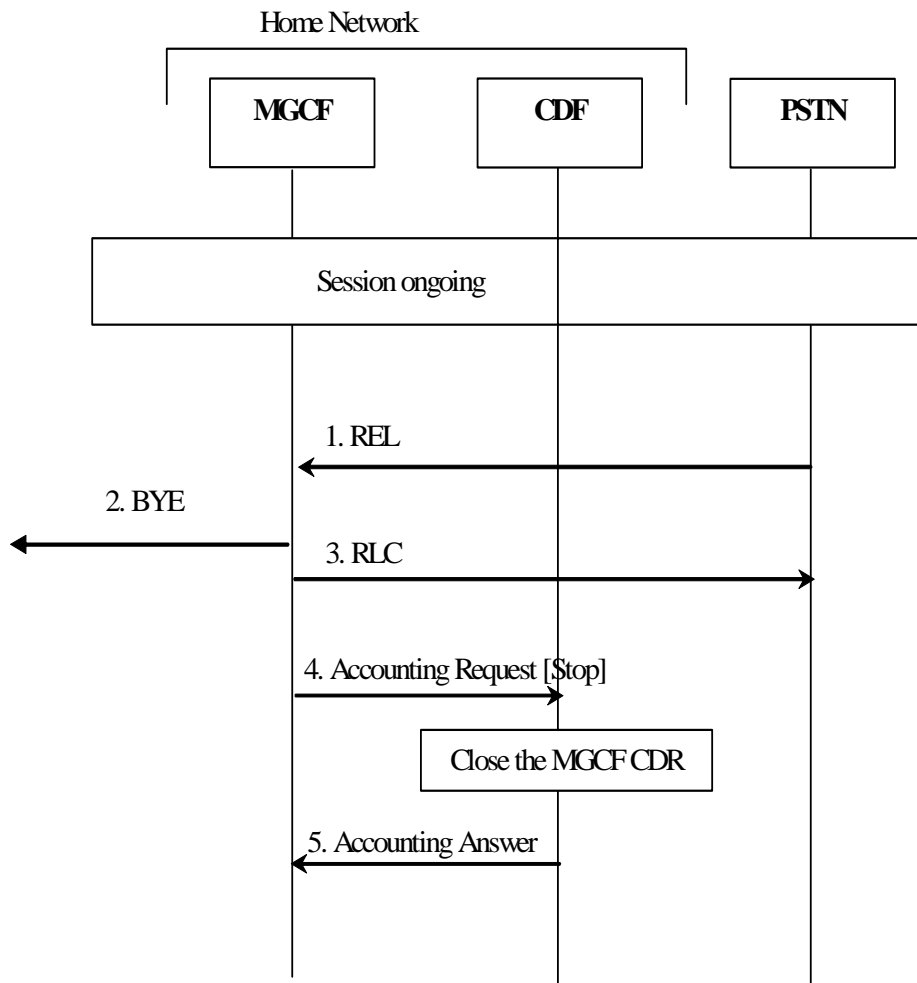 Home Network
MGCF
CDF
PSTN
Session ongoing
1. REL
2. BYE
3. RLC
4. Accounting Request [Stop]
Close the MGCF CDR
5. Accounting Answer